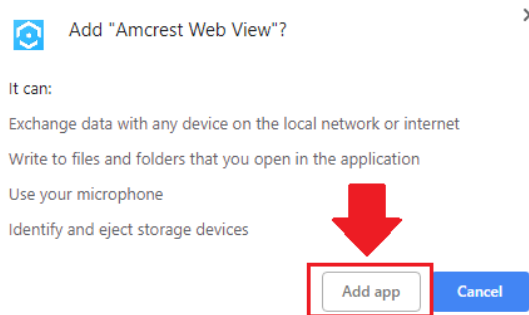 Add "Amcrest Web View"?
It can:
Exchange data with any device on the local network or internet
Write to files and folders that you open in the application
Use your microphone
Identify and eject storage devices
Add app
Cancel